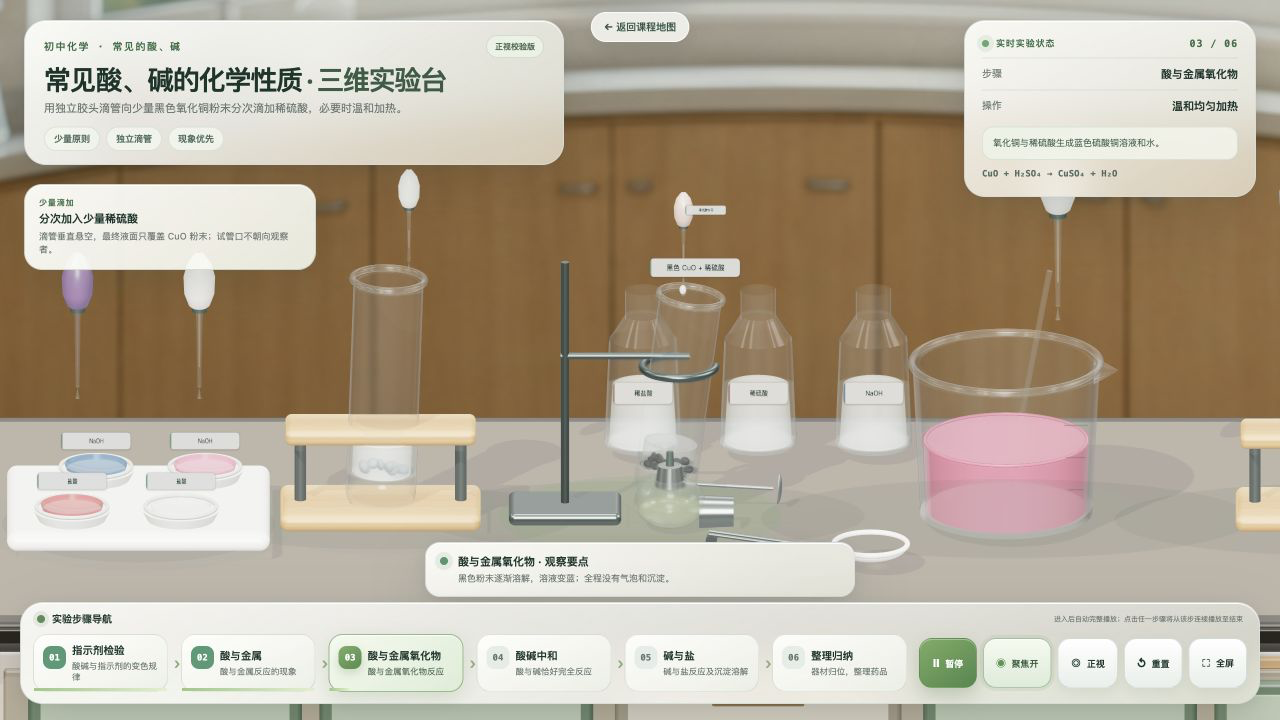 ← 返回课程地图
初中化学 · 常见的酸、碱
正视校验版
常见酸、碱的化学性质·三维实验台
用独立胶头滴管向少量黑色氧化铜粉末分次滴加稀硫酸，必要时温和加热。
少量原则
独立滴管
现象优先
实时实验状态
03 / 06
步骤
酸与金属氧化物
操作
温和均匀加热
氧化铜与稀硫酸生成蓝色硫酸铜溶液和水。
CuO + H₂SO₄ → CuSO₄ + H₂O
少量滴加
分次加入少量稀硫酸
滴管垂直悬空，最终液面只覆盖 CuO 粉末；试管口不朝向观察
者。
黑色 CuO + 稀硫酸
稀盐酸
稀硫酸
NaOH
NaOH
NaOH
盐酸
盐酸
酸与金属氧化物 · 观察要点
黑色粉末逐渐溶解，溶液变蓝；全程没有气泡和沉淀。
实验步骤导航
进入后自动完整播放；点击任一步骤将从该步连续播放至结束
01
指示剂检验
酸碱与指示剂的变色规
律
›
02
酸与金属
酸与金属反应的现象
›
03
酸与金属氧化物
酸与金属氧化物反应
›
04
酸碱中和
酸与碱恰好完全反应
›
05
碱与盐
碱与盐反应及沉淀溶解
›
06
整理归纳
器材归位，整理药品
暂停
聚焦开
正视
重置
全屏